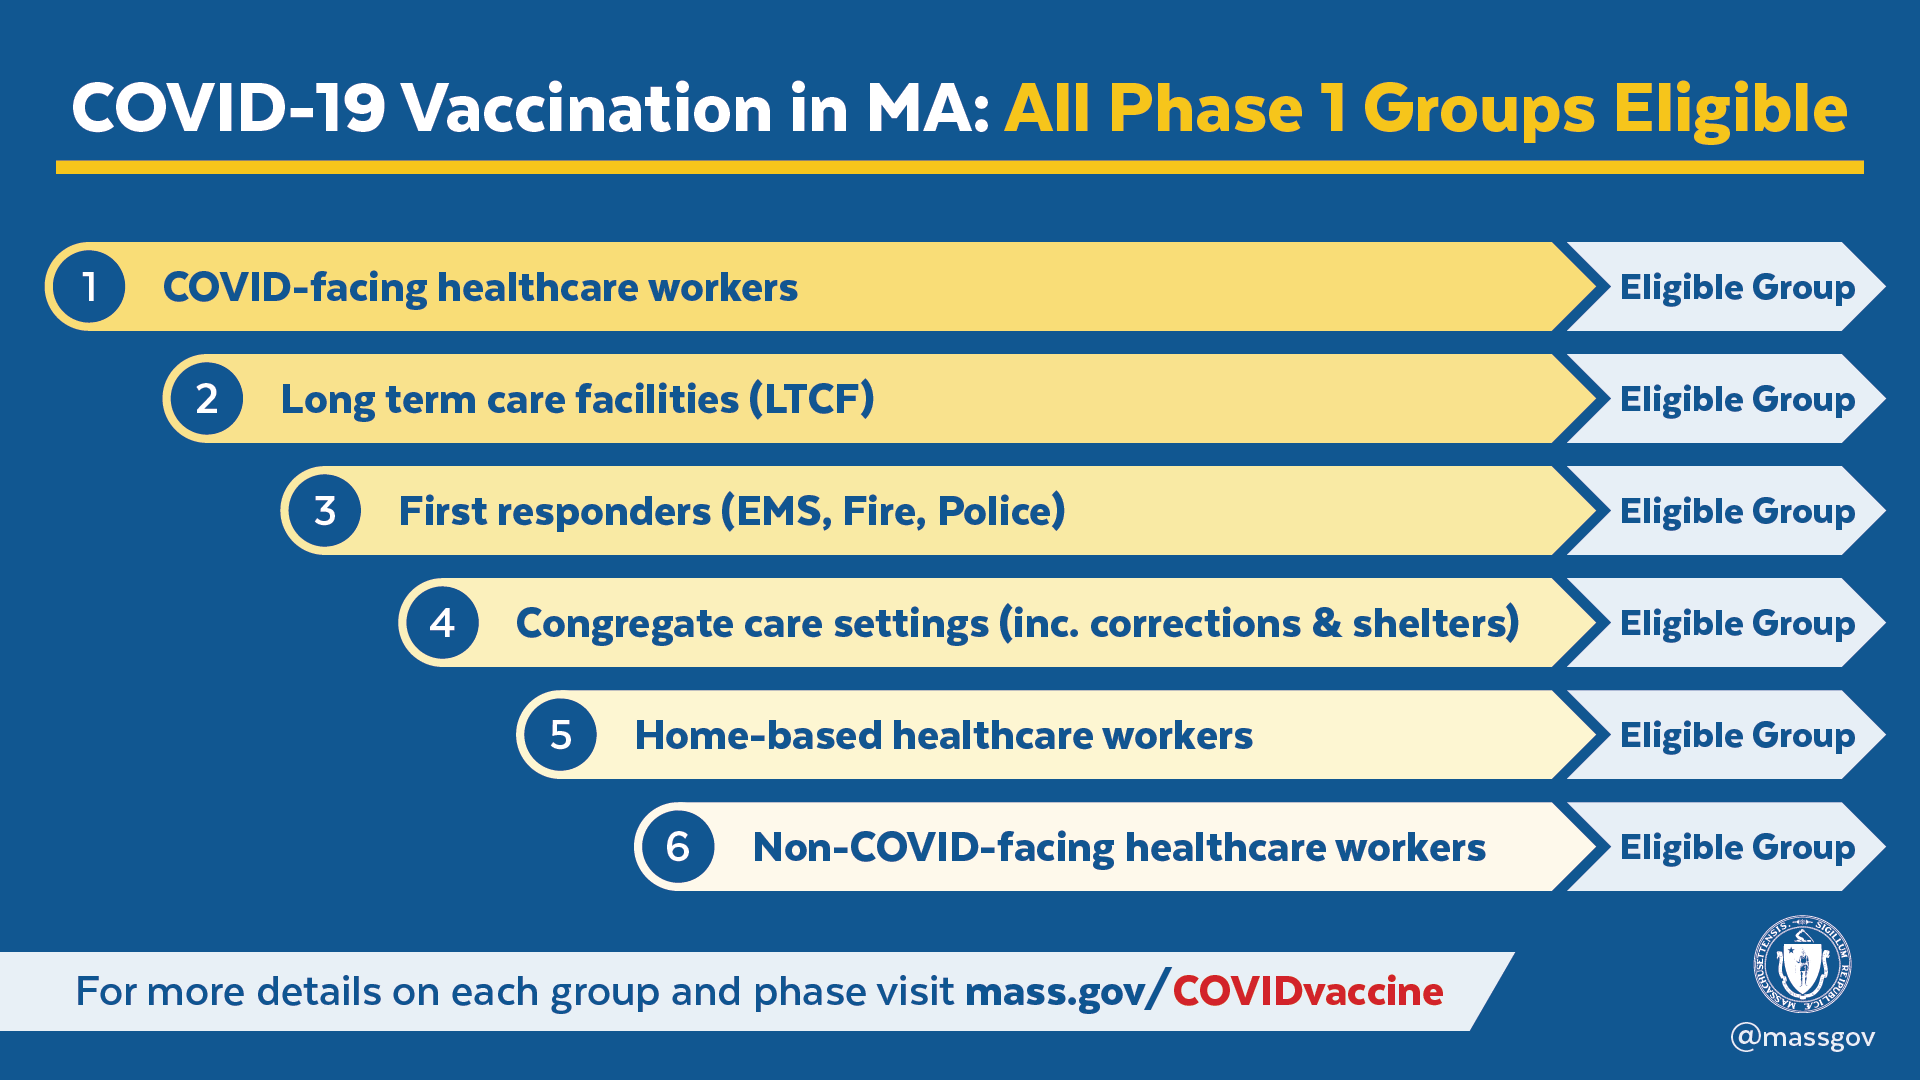 COVID-19 Vaccination in MA: All Phase 1 Groups Eligible
1 COVID-facing healthcare workers Eligible Group
2 Long term care facilities (LTCF) Eligible Group
3 First responders (EMS, Fire, Police) Eligible Group
4 Congregate care settings (inc. corrections & shelters) Eligible Group
5 Home-based healthcare workers Eligible Group
6 Non-COVID-facing healthcare workers Eligible Group
For more details on each group and phase visit mass.gov/COVIDvaccine
SIGILLUM REIPUBLICÆ MASSACHUSETTENSIS.
@massgov